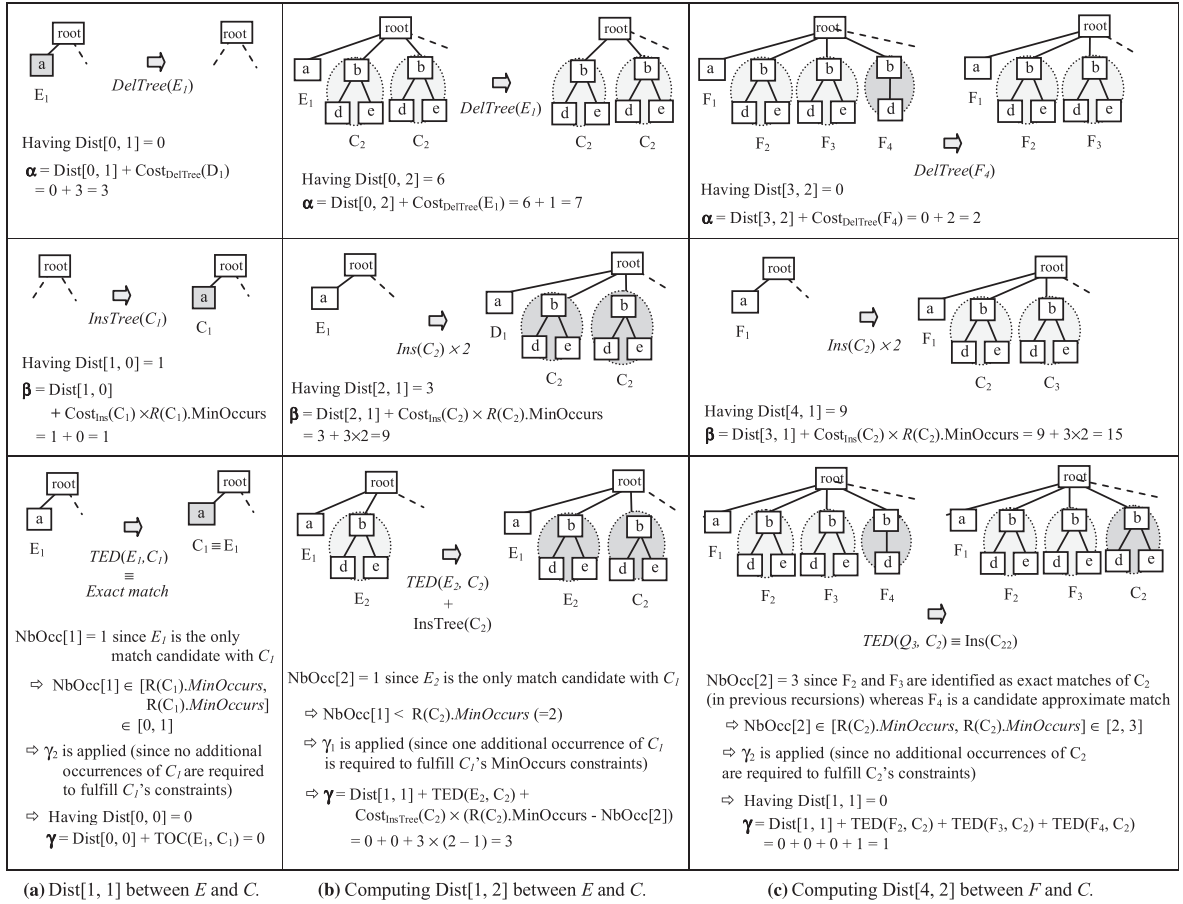 root
root
a
E₁
DelTree(E₁)
Having Dist[0, 1] = 0
α = Dist[0, 1] + Cost_DelTree(D₁)
= 0 + 3 = 3
root
root
a
b
b
b
b
d
e
d
e
d
e
d
e
E₁
C₂
C₂
DelTree(E₁)
C₂
C₂
Having Dist[0, 2] = 6
α = Dist[0, 2] + Cost_DelTree(E₁) = 6 + 1 = 7
root
root
a
b
b
b
a
b
b
d
e
d
e
d
d
e
d
e
F₁
F₂
F₃
F₄
F₁
F₂
F₃
DelTree(F₄)
Having Dist[3, 2] = 0
α = Dist[3, 2] + Cost_DelTree(F₄) = 0 + 2 = 2
root
root
a
InsTree(C₁)
C₁
Having Dist[1, 0] = 1
β = Dist[1, 0]
+ Cost_Ins(C₁) × R(C₁).MinOccurs
= 1 + 0 = 1
root
root
a
a
b
b
d
e
d
e
E₁
Ins(C₂) × 2
D₁
C₂
C₂
Having Dist[2, 1] = 3
β = Dist[2, 1] + Cost_Ins(C₂) × R(C₂).MinOccurs
= 3 + 3×2 = 9
root
root
a
a
b
b
d
e
d
e
F₁
Ins(C₂) × 2
F₁
C₂
C₃
Having Dist[4, 1] = 9
β = Dist[3, 1] + Cost_Ins(C₂) × R(C₂).MinOccurs = 9 + 3×2 = 15
root
root
a
a
E₁
TED(E₁,C₁)
≡
Exact match
C₁ ≡ E₁
NbOcc[1] = 1 since E₁ is the only
match candidate with C₁
⇨ NbOcc[1] ∈ [R(C₁).MinOccurs,
R(C₁).MinOccurs]
∈ [0, 1]
⇨ γ₂ is applied (since no additional
occurrences of C₁ are required
to fulfill C₁'s constraints)
⇨ Having Dist[0, 0] = 0
γ = Dist[0, 0] + TOC(E₁, C₁) = 0
root
root
a
b
a
b
b
d
e
d
e
d
e
E₁
E₂
TED(E₂, C₂)
+
InsTree(C₂)
E₁
E₂
C₂
NbOcc[2] = 1 since E₂ is the only match candidate with C₁
⇨ NbOcc[1] < R(C₂).MinOccurs (=2)
⇨ γ₁ is applied (since one additional occurrence of C₁
is required to fulfill C₁'s MinOccurs constraints)
⇨ γ = Dist[1, 1] + TED(E₂, C₂) +
Cost_InsTree(C₂) × (R(C₂).MinOccurs - NbOcc[2])
= 0 + 0 + 3 × (2 – 1) = 3
root
root
a
b
b
b
a
b
b
b
d
e
d
e
d
d
e
d
e
d
e
F₁
F₂
F₃
F₄
F₁
F₂
F₃
C₂
TED(Q₃, C₂) ≡ Ins(C₂₂)
NbOcc[2] = 3 since F₂ and F₃ are identified as exact matches of C₂
(in previous recursions) whereas F₄ is a candidate approximate match
⇨ NbOcc[2] ∈ [R(C₂).MinOccurs, R(C₂).MinOccurs] ∈ [2, 3]
⇨ γ₂ is applied (since no additional occurrences of C₂
are required to fulfill C₂'s constraints)
⇨ Having Dist[1, 1] = 0
γ = Dist[1, 1] + TED(F₂, C₂) + TED(F₃, C₂) + TED(F₄, C₂)
= 0 + 0 + 0 + 1 = 1
(a) Dist[1, 1] between E and C.
(b) Computing Dist[1, 2] between E and C.
(c) Computing Dist[4, 2] between F and C.